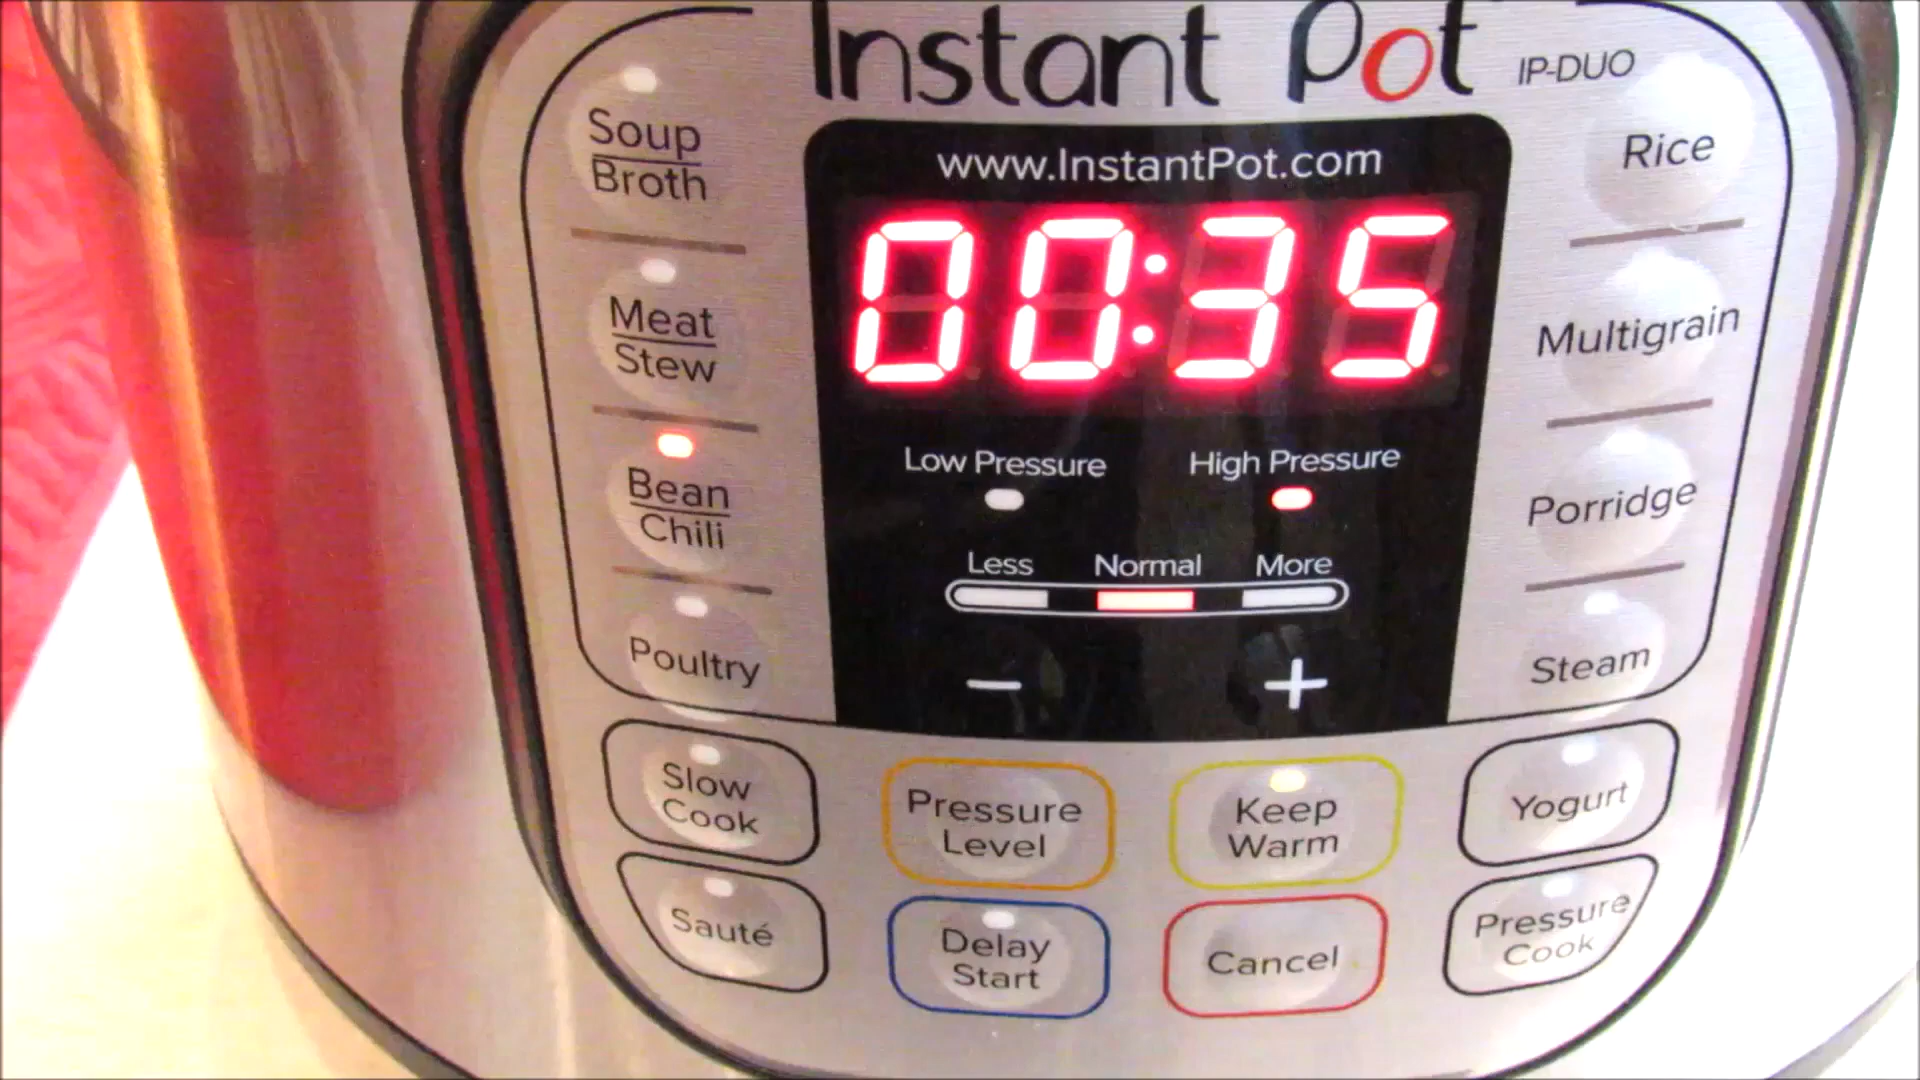 Instant Pot
IP-DUO
www.InstantPot.com
00:35
Low Pressure
High Pressure
Less
Normal
More
−
+
Soup
Broth
Meat
Stew
Bean
Chili
Poultry
Rice
Multigrain
Porridge
Steam
Slow
Cook
Sauté
Pressure
Level
Delay
Start
Keep
Warm
Cancel
Yogurt
Pressure
Cook